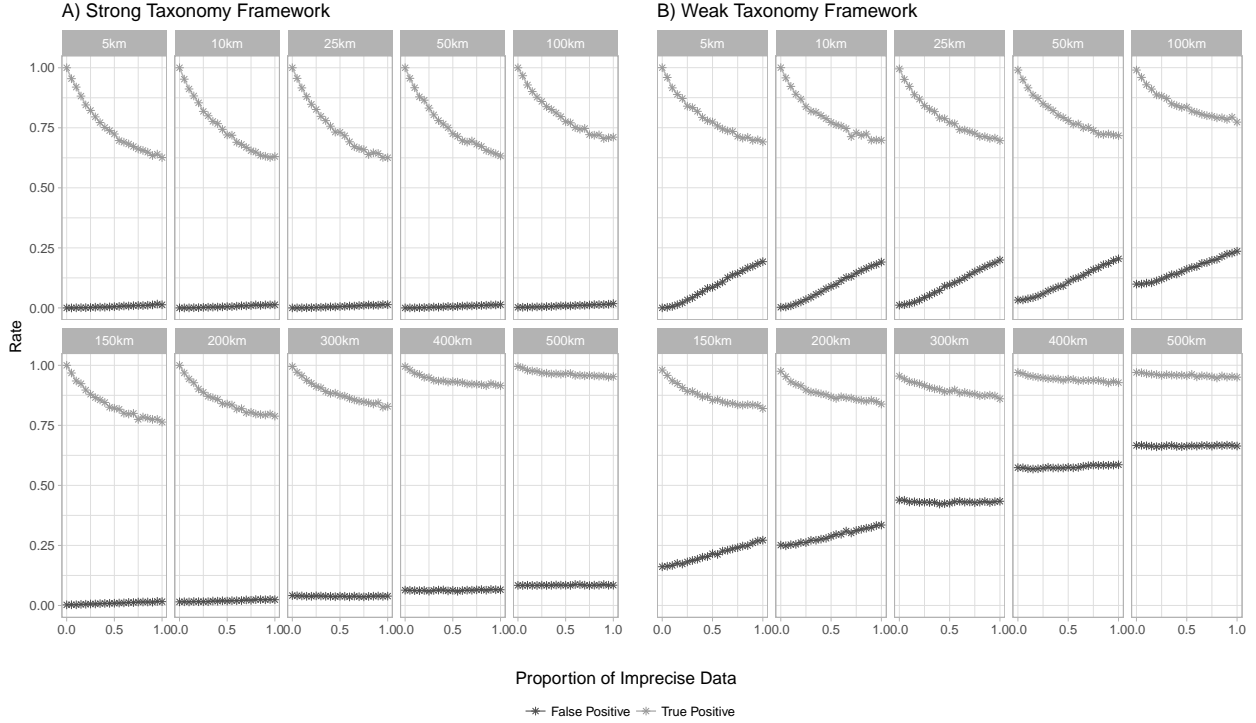 A) Strong Taxonomy Framework
B) Weak Taxonomy Framework
5km 10km 25km 50km 100km
5km 10km 25km 50km 100km
1.00
0.75
0.50
0.25
0.00
Rate
150km 200km 300km 400km 500km
150km 200km 300km 400km 500km
1.00
0.75
0.50
0.25
0.00
0.0 0.5 1.00.0 0.5 1.00.0 0.5 1.00.0 0.5 1.00.0 0.5 1.0
0.0 0.5 1.00.0 0.5 1.00.0 0.5 1.00.0 0.5 1.00.0 0.5 1.0
Proportion of Imprecise Data
False Positive True Positive